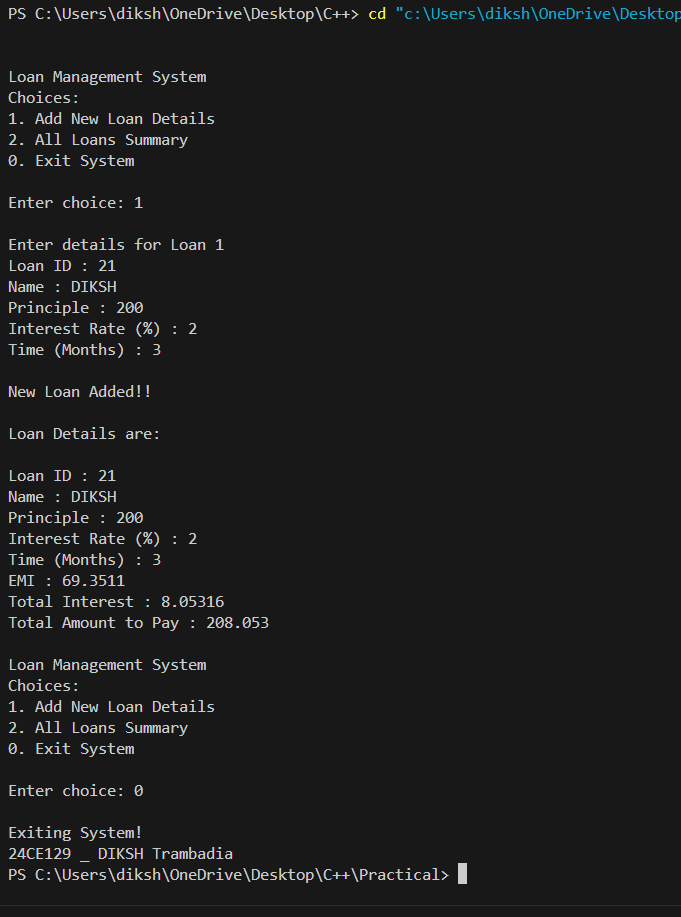 PS C:\Users\diksh\OneDrive\Desktop\C++> cd "c:\Users\diksh\OneDrive\Desktop
Loan Management System
Choices:
1. Add New Loan Details
2. All Loans Summary
0. Exit System
Enter choice: 1
Enter details for Loan 1
Loan ID : 21
Name : DIKSH
Principle : 200
Interest Rate (%) : 2
Time (Months) : 3
New Loan Added!!
Loan Details are:
Loan ID : 21
Name : DIKSH
Principle : 200
Interest Rate (%) : 2
Time (Months) : 3
EMI : 69.3511
Total Interest : 8.05316
Total Amount to Pay : 208.053
Loan Management System
Choices:
1. Add New Loan Details
2. All Loans Summary
0. Exit System
Enter choice: 0
Exiting System!
24CE129 _ DIKSH Trambadia
PS C:\Users\diksh\OneDrive\Desktop\C++\Practical>